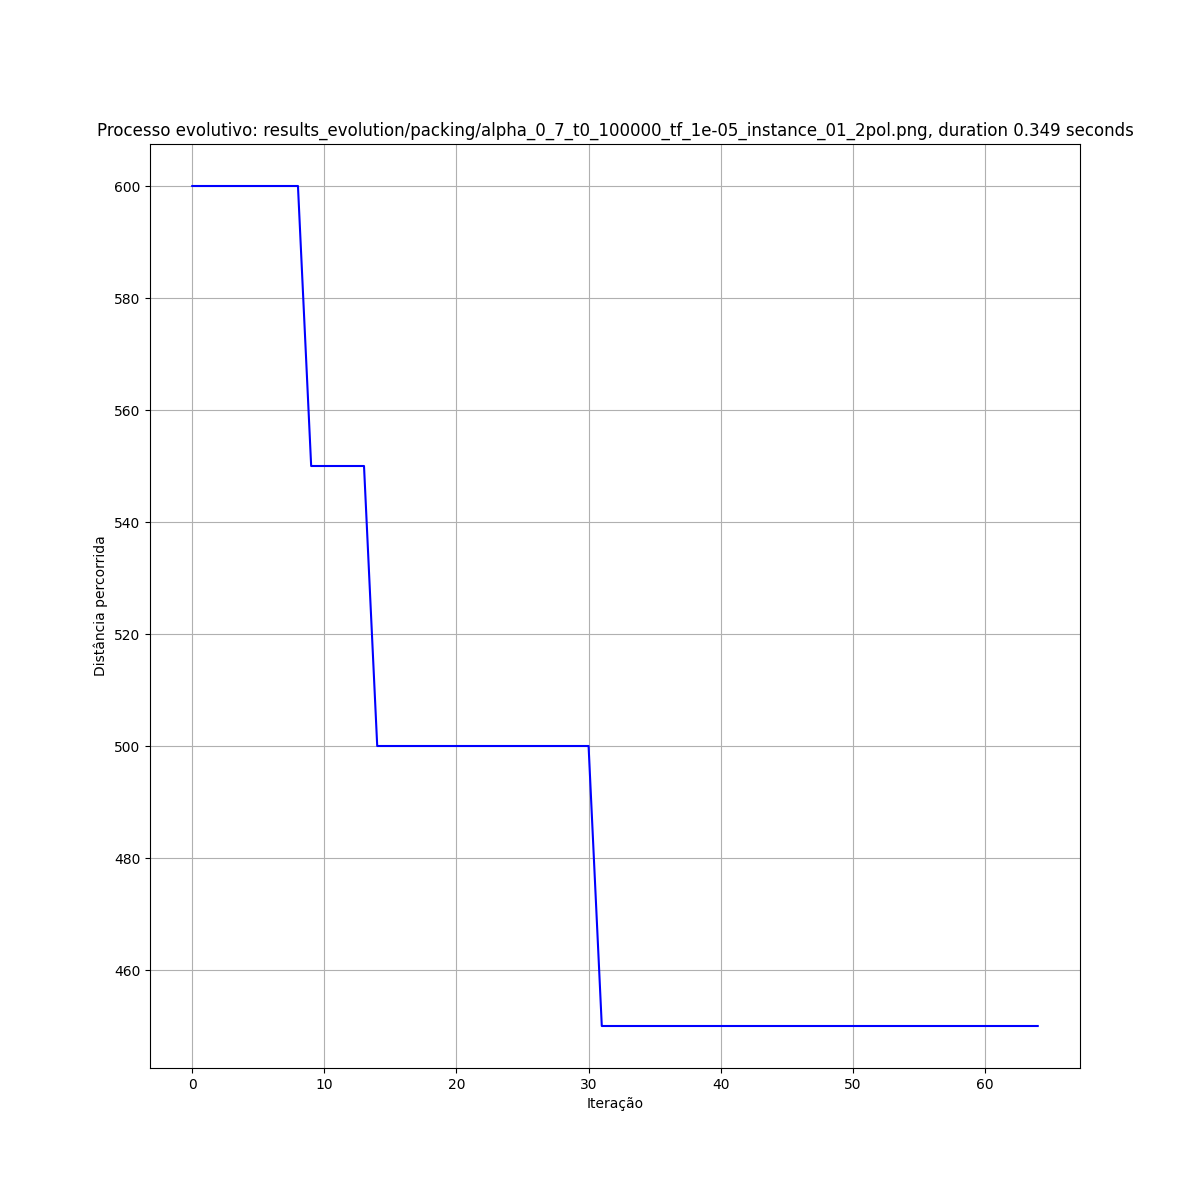 Processo evolutivo: results_evolution/packing/alpha_0_7_t0_100000_tf_1e-05_instance_01_2pol.png, duration 0.349 seconds
600
580
560
540
520
500
480
460
Distância percorrida
0 10 20 30 40 50 60
Iteração